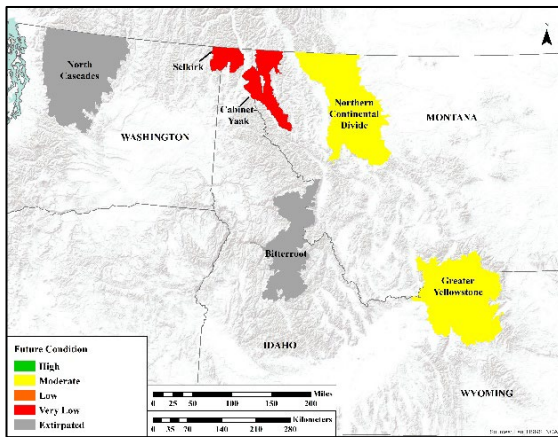 North
Cascades
Selkirk
Cabinet-
Yaak
Northern
Continental
Divide
MONTANA
WASHINGTON
Bitterroot
Greater
Yellowstone
IDAHO
WYOMING
Future Condition
High
Moderate
Low
Very Low
Extirpated
Miles
0 25 50 100 150 200
Kilometers
0 35 70 140 210 280